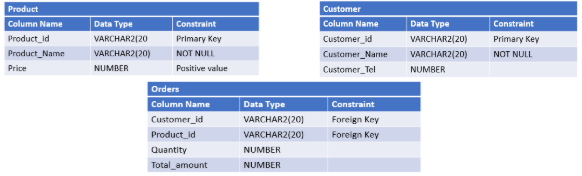 Product
Column Name Data Type Constraint
Product_Id VARCHAR2(20 Primary Key
Product_Name VARCHAR2(20) NOT NULL
Price NUMBER Positive value
Customer
Column Name Data Type Constraint
Customer_id VARCHAR2(20) Primary Key
Customer_Name VARCHAR2(20) NOT NULL
Customer_Tel NUMBER
Orders
Column Name Data Type Constraint
Customer_id VARCHAR2(20) Foreign Key
Product_Id VARCHAR2(20) Foreign Key
Quantity NUMBER
Total_amount NUMBER